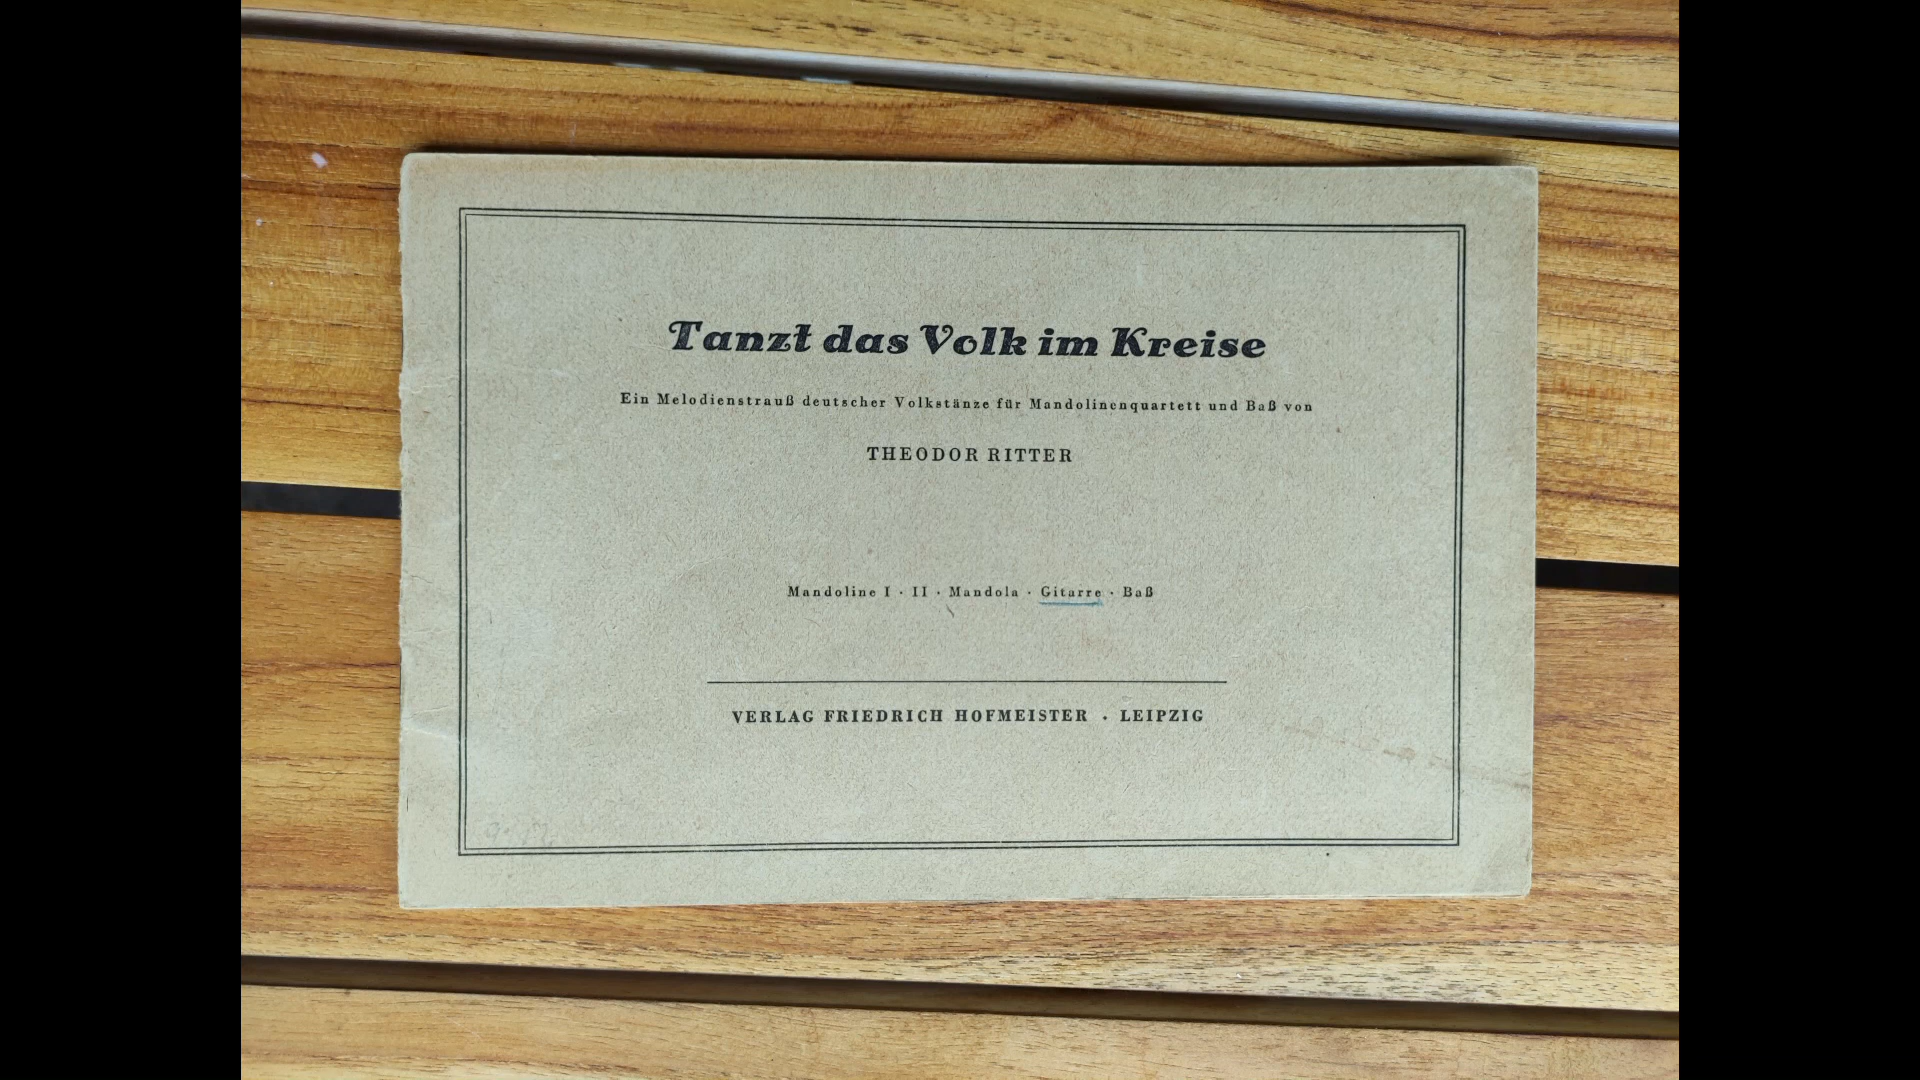 Tanzt das Volk im Kreise
Ein Melodienstrauß deutscher Volkstänze für Mandolinenquartett und Baß von
THEODOR RITTER
Mandoline I · II · Mandola · Gitarre · Baß
VERLAG FRIEDRICH HOFMEISTER · LEIPZIG